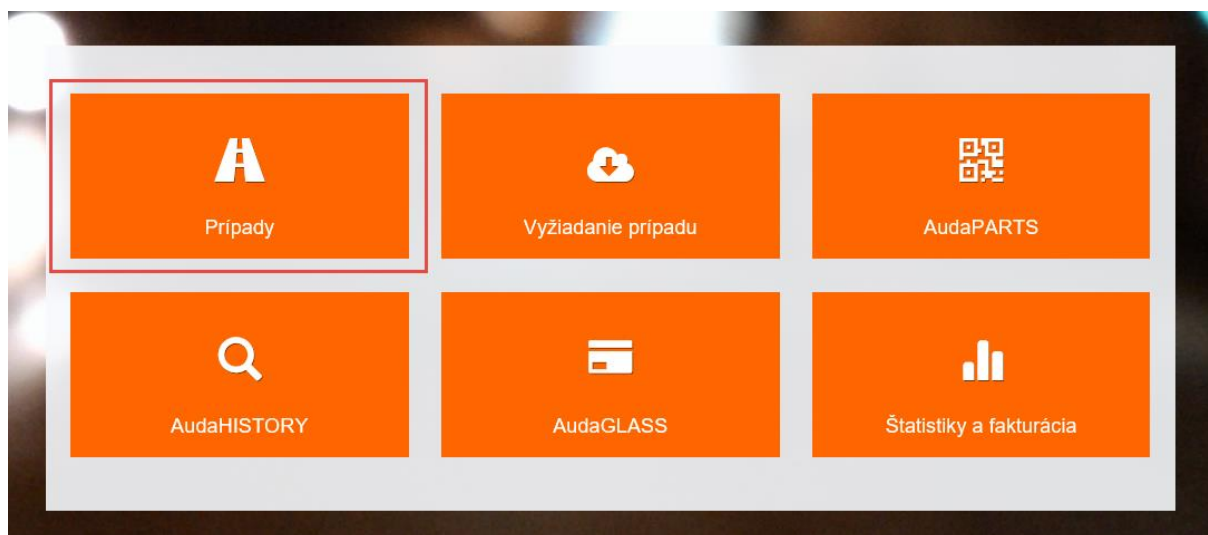 Prípady
Vyžiadanie prípadu
AudaPARTS
AudaHISTORY
AudaGLASS
Štatistiky a fakturácia